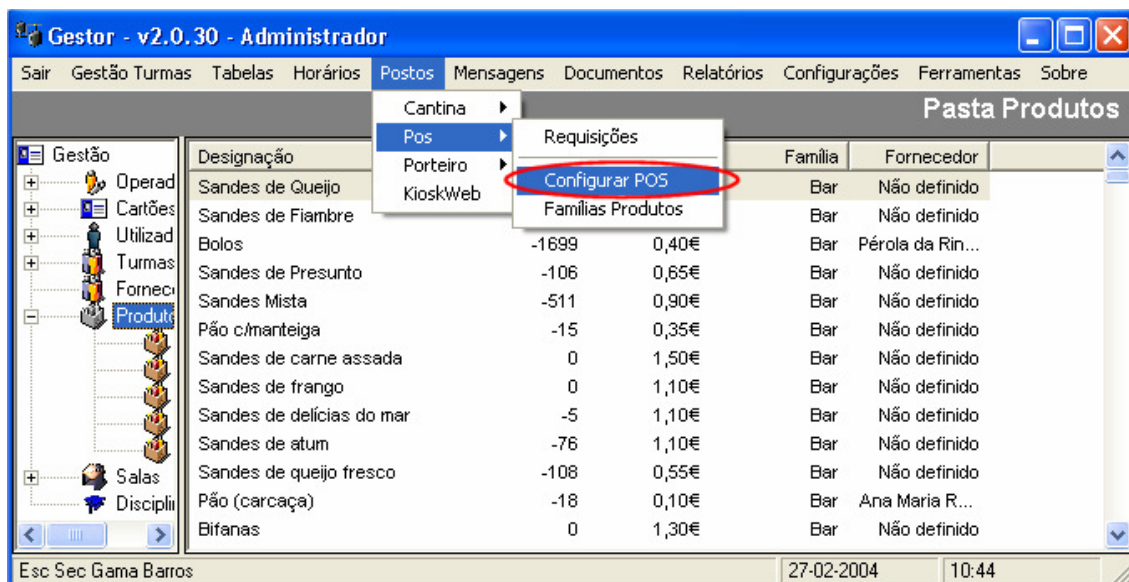 Gestor - v2.0.30 - Administrador
Sair Gestão Turmas Tabelas Horários Postos Mensagens Documentos Relatórios Configurações Ferramentas Sobre
Pasta Produtos
Cantina
Pos
Porteiro
KioskWeb
Requisições
Configurar POS
Famílias Produtos
Gestão
Operad
Cartões
Utilizad
Turmas
Fornec
Produt
Salas
Discipli
Designação Família Fornecedor
Sandes de Queijo Bar Não definido
Sandes de Fiambre Bar Não definido
Bolos -1699 0,40€ Bar Pérola da Rin...
Sandes de Presunto -106 0,65€ Bar Não definido
Sandes Mista -511 0,90€ Bar Não definido
Pão c/manteiga -15 0,35€ Bar Não definido
Sandes de carne assada 0 1,50€ Bar Não definido
Sandes de frango 0 1,10€ Bar Não definido
Sandes de delícias do mar -5 1,10€ Bar Não definido
Sandes de atum -76 1,10€ Bar Não definido
Sandes de queijo fresco -108 0,55€ Bar Não definido
Pão (carcaça) -18 0,10€ Bar Ana Maria R...
Bifanas 0 1,30€ Bar Não definido
Esc Sec Gama Barros 27-02-2004 10:44